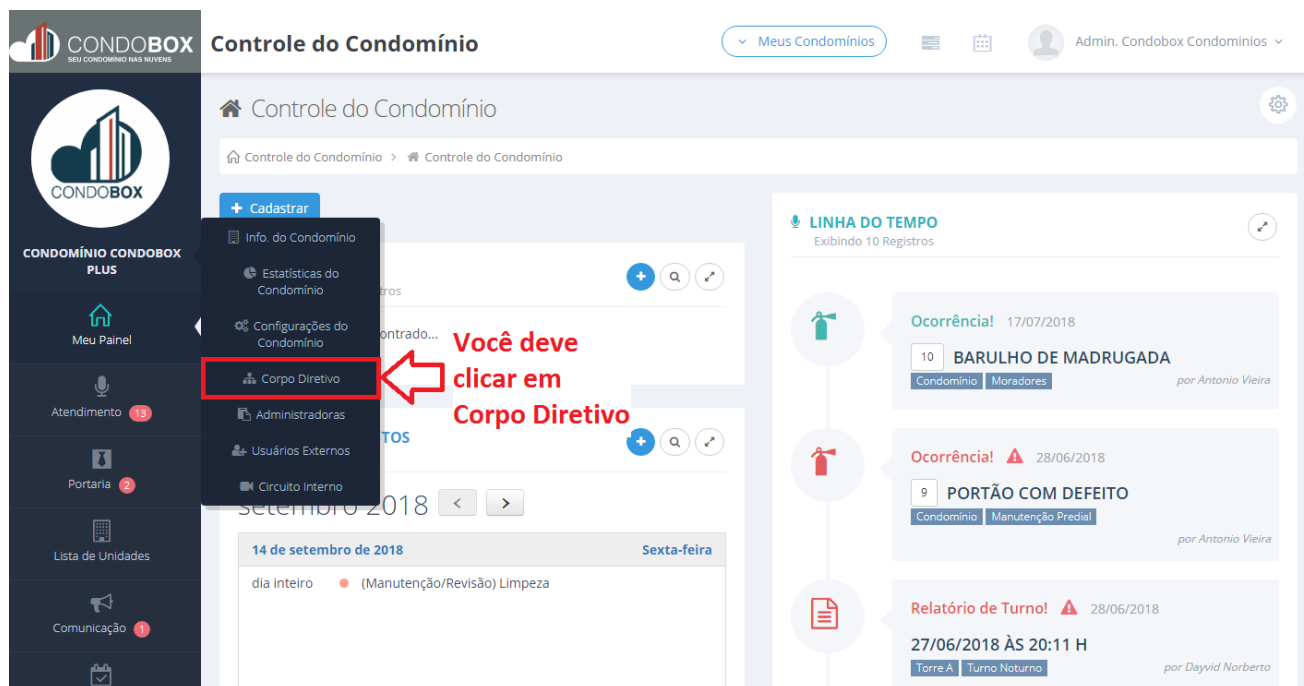 CONDOBOX
SEU CONDOMÍNIO NAS NUVENS
Controle do Condomínio
Meus Condomínios
Admin. Condobox Condominios
CONDOBOX
CONDOMÍNIO CONDOBOX
PLUS
Meu Painel
Atendimento 13
Portaria 2
Lista de Unidades
Comunicação 1
Controle do Condomínio
Controle do Condomínio > Controle do Condomínio
+ Cadastrar
Info. do Condomínio
Estatísticas do
Condomínio
Configurações do
Condomínio
Corpo Diretivo
Administradoras
Usuários Externos
Circuito Interno
tros
ontrado...
Você deve
clicar em
Corpo Diretivo
TOS
setembro 2018
14 de setembro de 2018 Sexta-feira
dia inteiro (Manutenção/Revisão) Limpeza
LINHA DO TEMPO
Exibindo 10 Registros
Ocorrência! 17/07/2018
10 BARULHO DE MADRUGADA
Condomínio Moradores por Antonio Vieira
Ocorrência! 28/06/2018
9 PORTÃO COM DEFEITO
Condomínio Manutenção Predial
por Antonio Vieira
Relatório de Turno! 28/06/2018
27/06/2018 ÀS 20:11 H
Torre A Turno Noturno por Dayvid Norberto